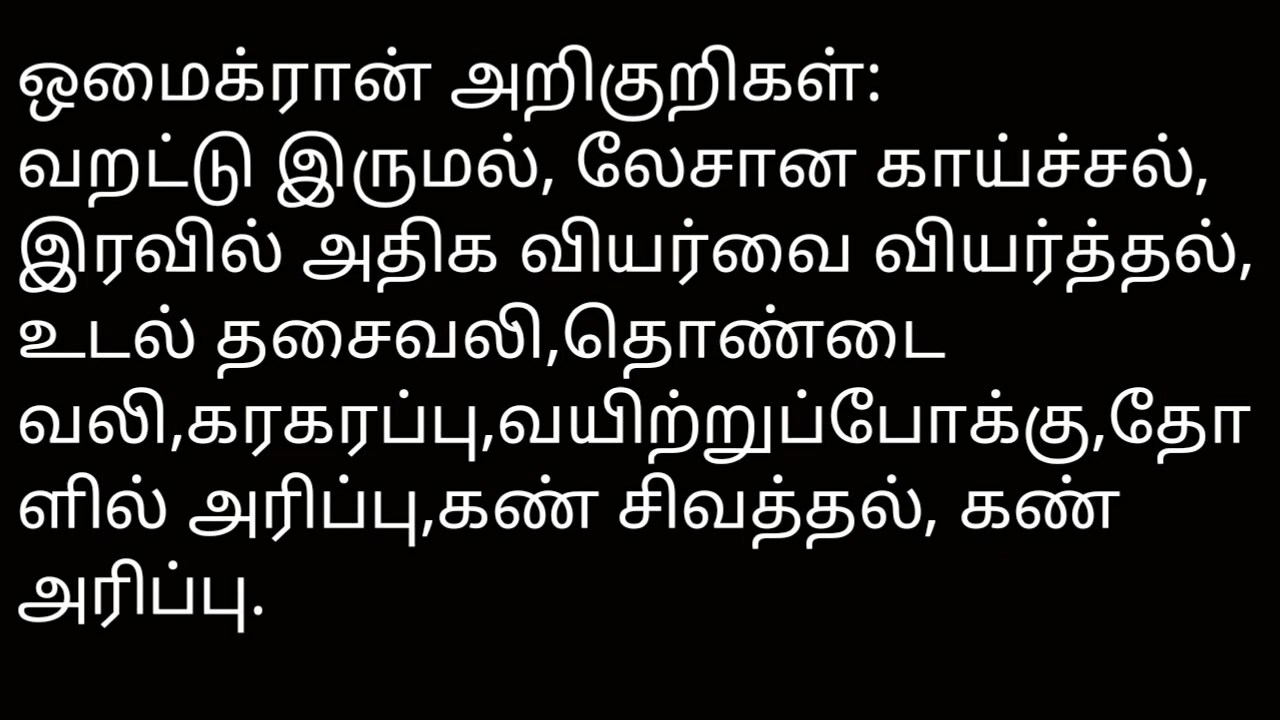 ஒமைக்ரான் அறிகுறிகள்:
வறட்டு இருமல், லேசான காய்ச்சல்,
இரவில் அதிக வியர்வை வியர்த்தல்,
உடல் தசைவலி,தொண்டை
வலி,கரகரப்பு,வயிற்றுப்போக்கு,தோ
ளில் அரிப்பு,கண் சிவத்தல், கண்
அரிப்பு.